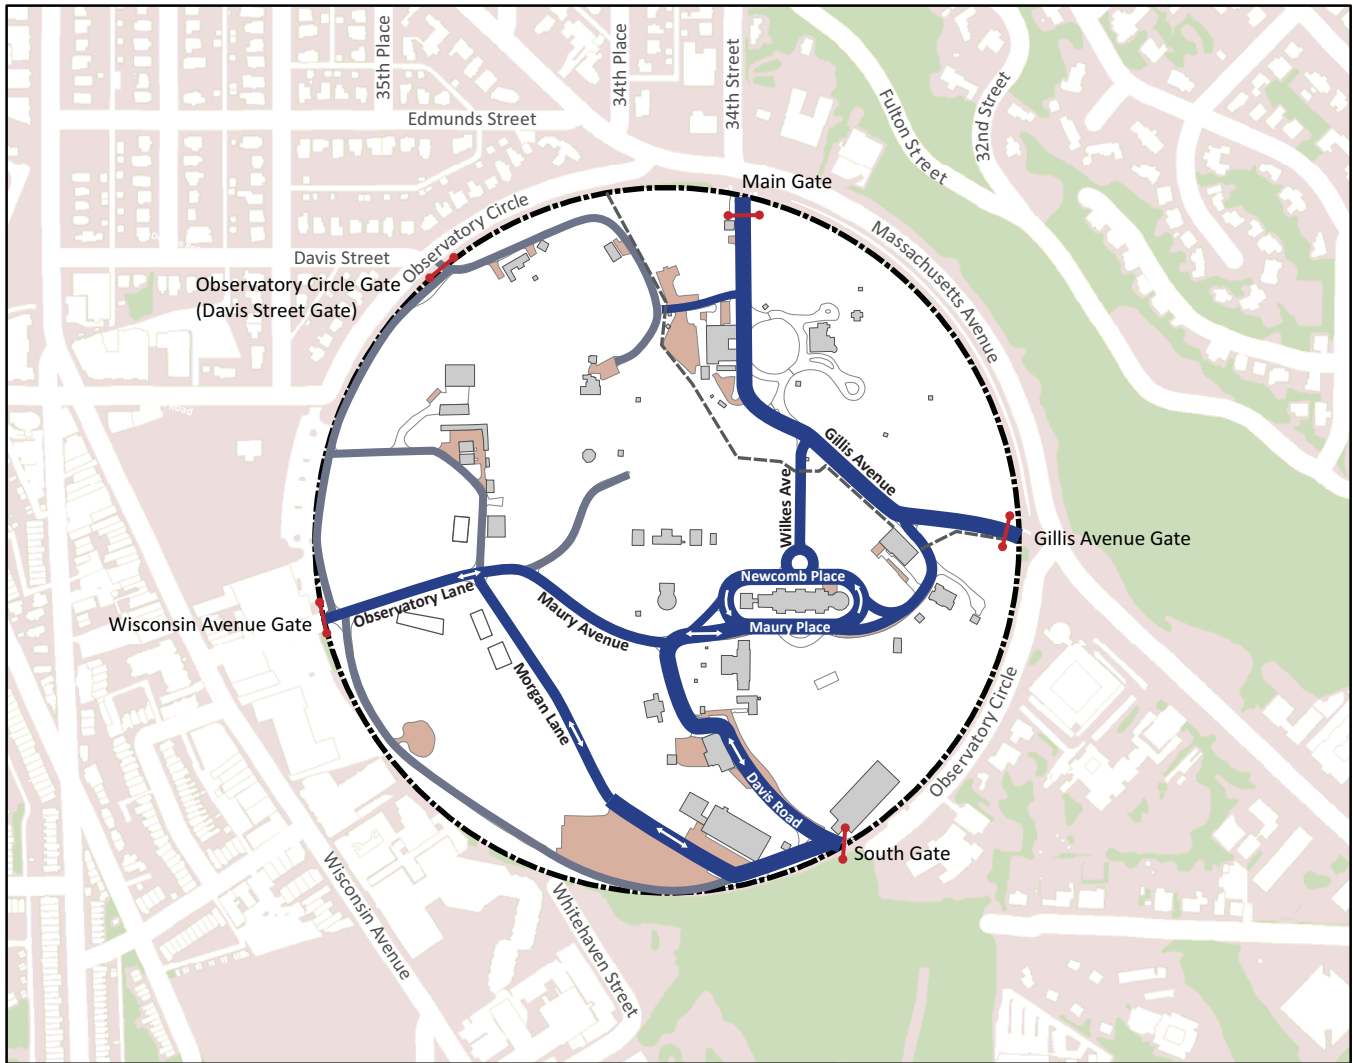 35th Place
34th Place
34th Street
Fulton Street
32nd Street
Edmunds Street
Main Gate
Observatory Circle
Massachusetts Avenue
Davis Street
Observatory Circle Gate
(Davis Street Gate)
Road
Gillis Avenue
Wilkes Ave
Gillis Avenue Gate
Newcomb Place
Observatory Lane
Maury Avenue
Maury Place
Wisconsin Avenue Gate
Morgan Lane
Observatory Circle
Davis Road
South Gate
Wisconsin Avenue
Whitehaven Street